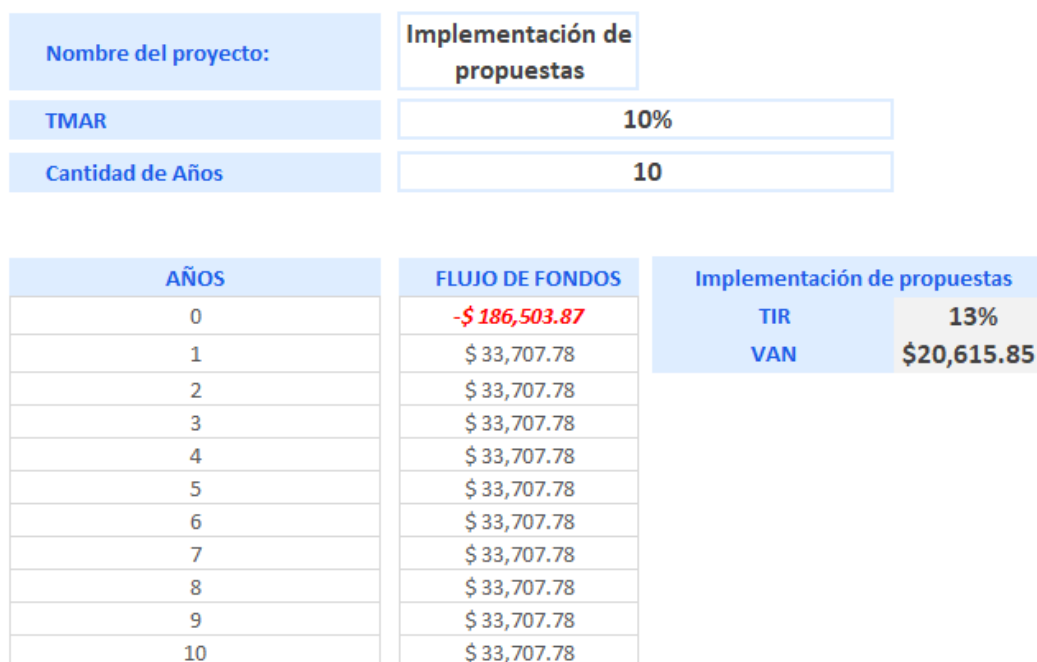 Nombre del proyecto:
Implementación de
propuestas
TMAR
10%
Cantidad de Años
10
AÑOS FLUJO DE FONDOS Implementación de propuestas
0 -$ 186,503.87 TIR 13%
1 $ 33,707.78 VAN $20,615.85
2 $ 33,707.78
3 $ 33,707.78
4 $ 33,707.78
5 $ 33,707.78
6 $ 33,707.78
7 $ 33,707.78
8 $ 33,707.78
9 $ 33,707.78
10 $ 33,707.78